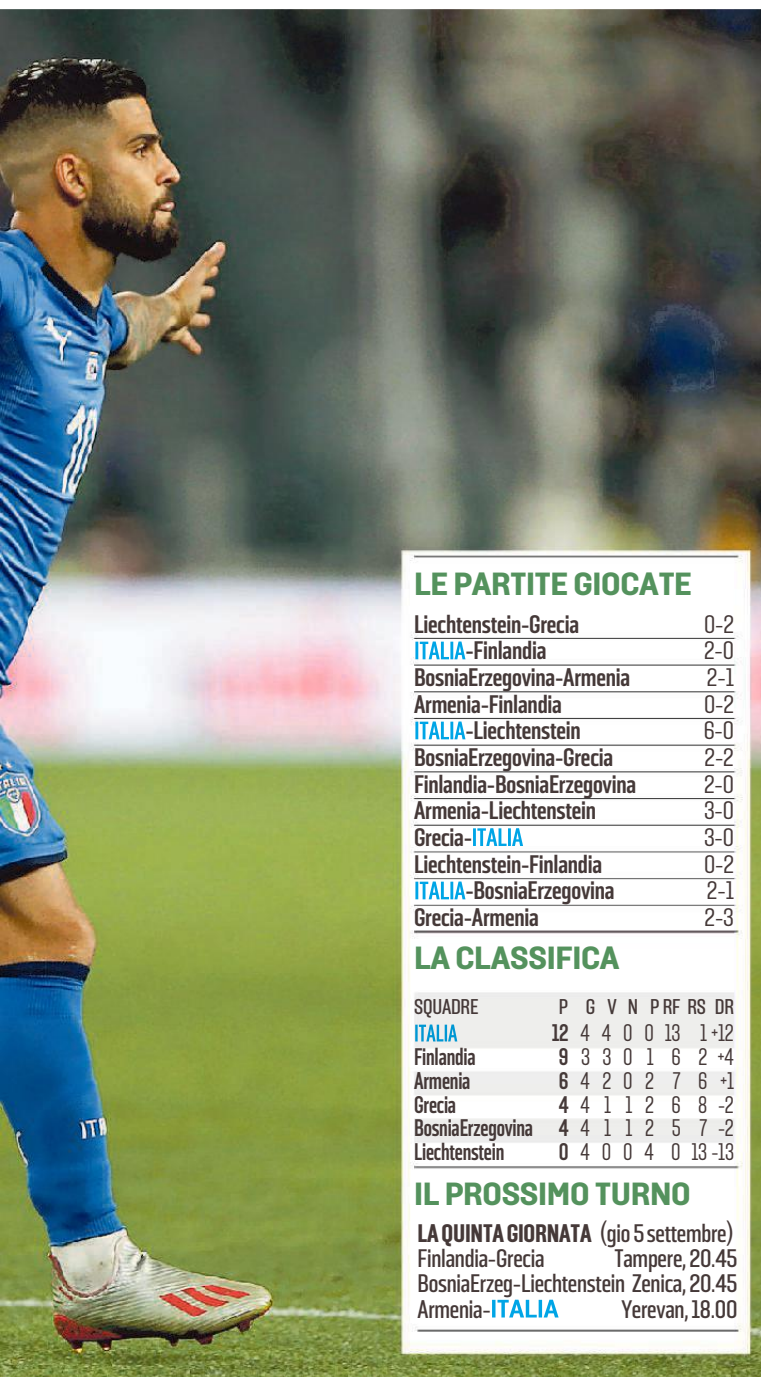 10
ITALIA
ITA
LE PARTITE GIOCATE
Liechtenstein-Grecia 0-2
ITALIA-Finlandia 2-0
BosniaErzegovina-Armenia 2-1
Armenia-Finlandia 0-2
ITALIA-Liechtenstein 6-0
BosniaErzegovina-Grecia 2-2
Finlandia-BosniaErzegovina 2-0
Armenia-Liechtenstein 3-0
Grecia-ITALIA 3-0
Liechtenstein-Finlandia 0-2
ITALIA-BosniaErzegovina 2-1
Grecia-Armenia 2-3
LA CLASSIFICA
SQUADRE P G V N P RF RS DR
ITALIA 12 4 4 0 0 13 1 +12
Finlandia 9 3 3 0 1 6 2 +4
Armenia 6 4 2 0 2 7 6 +1
Grecia 4 4 1 1 2 6 8 -2
BosniaErzegovina 4 4 1 1 2 5 7 -2
Liechtenstein 0 4 0 0 4 0 13 -13
IL PROSSIMO TURNO
LA QUINTA GIORNATA (gio 5 settembre)
Finlandia-Grecia Tampere, 20.45
BosniaErzeg-Liechtenstein Zenica, 20.45
Armenia-ITALIA Yerevan, 18.00